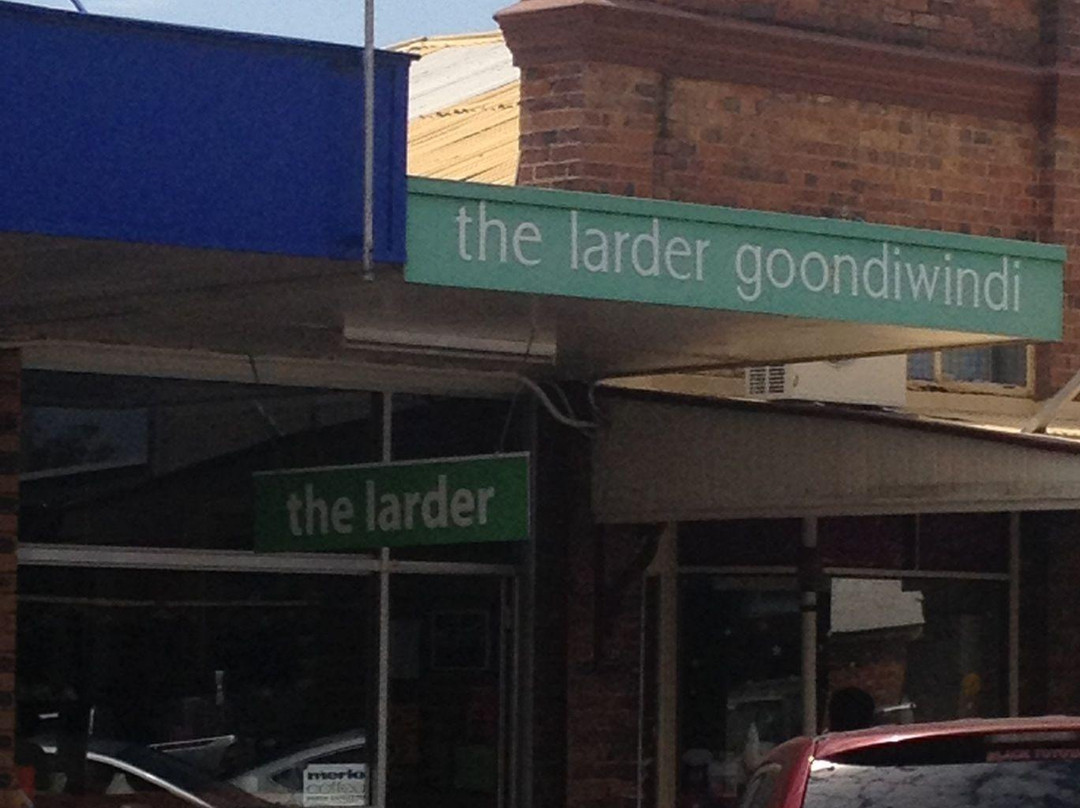 the larder goondiwindi
the larder
merlo
coffee